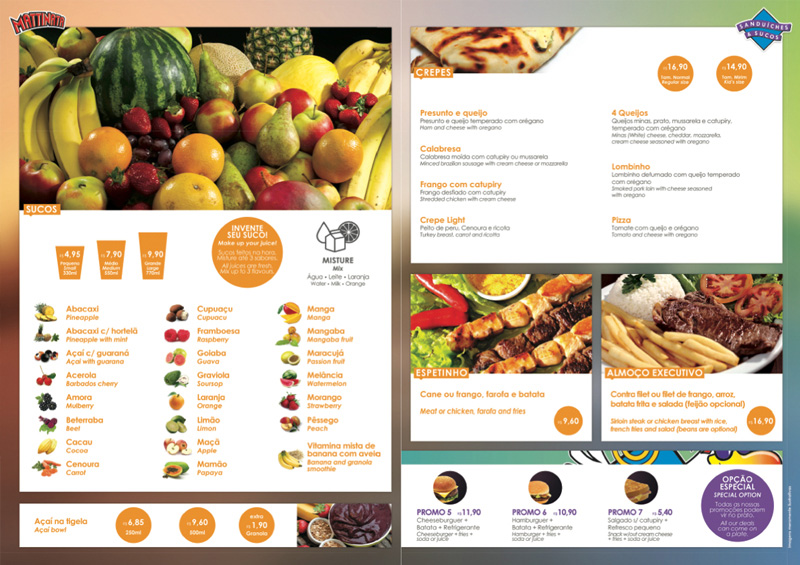 MATTINATA
SUCOS
R$ 4,95
Pequeno
Small
330ml
R$ 7,90
Médio
Medium
550ml
R$ 9,90
Grande
Large
770ml
INVENTE
SEU SUCO!
Make up your juice!
Sucos feitos na hora.
Misture até 3 sabores.
All juices are fresh.
Mix up to 3 flavours.
MISTURE
Mix
Água • Leite • Laranja
Water • Milk • Orange
Abacaxi
Pineapple
Abacaxi c/ hortelã
Pineapple with mint
Açaí c/ guaraná
Açaí with guarana
Acerola
Barbados cherry
Amora
Mulberry
Beterraba
Beet
Cacau
Cocoa
Cenoura
Carrot
Cupuaçu
Cupuacu
Framboesa
Raspberry
Goiaba
Guava
Graviola
Soursop
Laranja
Orange
Limão
Limon
Maçã
Apple
Mamão
Papaya
Manga
Manga
Mangaba
Mangaba fruit
Maracujá
Passion fruit
Melância
Watermelon
Morango
Strawberry
Pêssego
Peach
Vitamina mista de
banana com aveia
Banana and granola
smoothie
Açaí na tigela
Açaí bowl
R$ 6,85
250ml
R$ 9,60
500ml
extra
R$ 1,90
Granola
SANDUÍCHES
& SUCOS
CREPES
R$ 16,90
Tam. Normal
Regular size
R$ 14,90
Tam. Mirim
Kid's size
Presunto e queijo
Presunto e queijo temperado com orégano
Ham and cheese with oregano
Calabresa
Calabresa moída com catupiry ou musarela
Minced brazilian sausage with cream cheese or mozzarella
Frango com catupiry
Frango desfiado com catupiry
Shredded chicken with cream cheese
Crepe Light
Peito de peru, Cenoura e ricota
Turkey breast, carrot and ricotta
4 Queijos
Queijos minas, prato, musarela e catupiry,
temperado com orégano
Minas (White) cheese, cheddar, mozzarella,
cream cheese seasoned with oregano
Lombinho
Lombinho defumado com queijo temperado
com orégano
Smoked pork loin with cheese seasoned
with oregano
Pizza
Tomate com queijo e orégano
Tomato and cheese with oregano
ESPETINHO
Cane ou frango, farofa e batata
Meat or chicken, farofa and fries
R$ 9,60
ALMOÇO EXECUTIVO
Contra filet ou filet de frango, arroz,
batata frita e salada (feijão opcional)
Sirloin steak or chicken breast with rice,
french fries and salad (beans are optional)
R$ 16,90
PROMO 5 R$ 11,90
Cheeseburguer +
Batata + Refrigerante
Cheeseburger + fries +
soda or juice
PROMO 6 R$ 10,90
Hamburguer +
Batata + Refrigerante
Hamburger + fries +
soda or juice
PROMO 7 R$ 5,40
Salgado c/ catupiry +
Refresco pequeno
Snack w/out cream cheese
+ fries + soda or juice
OPÇÃO
ESPECIAL
SPECIAL OPTION
Todas as nossas
promoções podem
vir no prato.
All our deals
can come on
a plate.
Imagens meramente ilustrativas